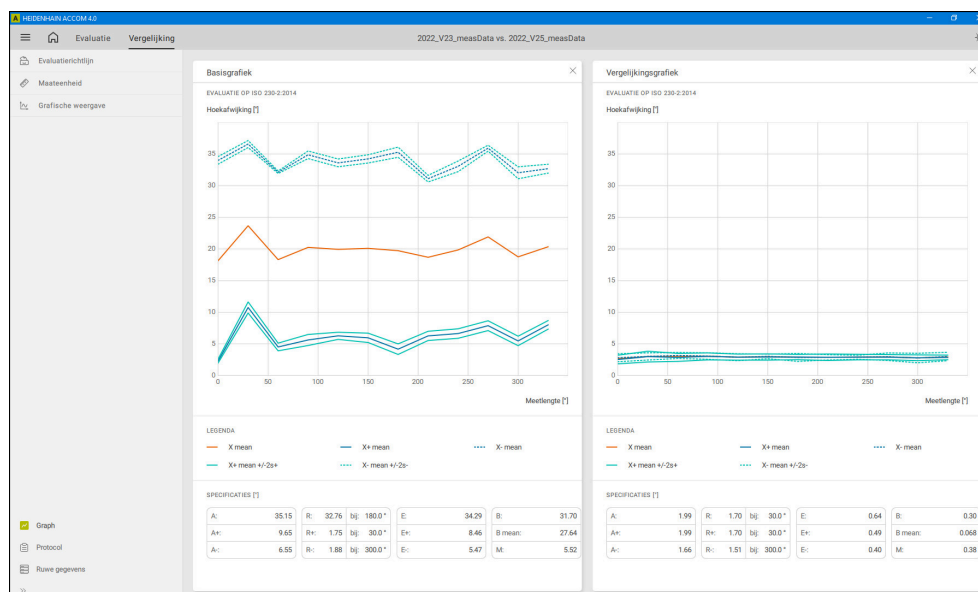 HEIDENHAIN ACCOM 4.0
Evaluatie Vergelijking 2022_V23_measData vs. 2022_V25_measData
Evaluatierichtlijn
Maateenheid
Grafische weergave
Graph
Protocol
Ruwe gegevens
Basisgrafiek
EVALUATIE OP ISO 230-2:2014
Hoekafwijking ["]
35
30
25
20
15
10
5
0
0 50 100 150 200 250 300
Meetlengte [°]
LEGENDA
X mean X+ mean X- mean
X+ mean +/-2s+ X- mean +/-2s-
SPECIFICATIES ["]
A: 35.15 R: 32.76 bij: 180.0 ° E: 34.29 B: 31.70
A+: 9.65 R+: 1.75 bij: 30.0 ° E+: 8.46 B mean: 27.64
A-: 6.55 R-: 1.88 bij: 300.0 ° E-: 5.47 M: 5.52
Vergelijkingsgrafiek
EVALUATIE OP ISO 230-2:2014
Hoekafwijking ["]
35
30
25
20
15
10
5
0
0 50 100 150 200 250 300
Meetlengte [°]
LEGENDA
X mean X+ mean X- mean
X+ mean +/-2s+ X- mean +/-2s-
SPECIFICATIES ["]
A: 1.99 R: 1.70 bij: 30.0 ° E: 0.64 B: 0.30
A+: 1.99 R+: 1.70 bij: 30.0 ° E+: 0.49 B mean: 0.068
A-: 1.66 R-: 1.51 bij: 300.0 ° E-: 0.40 M: 0.38